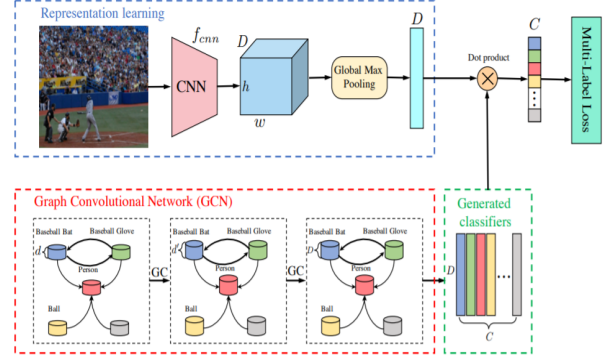 Representation learning
f_cnn
CNN
D
h
w
Global Max
Pooling
D
Dot product
C
Multi-Label Loss
Graph Convolutional Network (GCN)
Baseball Bat
Baseball Glove
d
Person
Ball
GC
Baseball Bat
Baseball Glove
d'
Person
Ball
GC
Baseball Bat
Baseball Glove
D
Person
Ball
Generated
classifiers
D
C